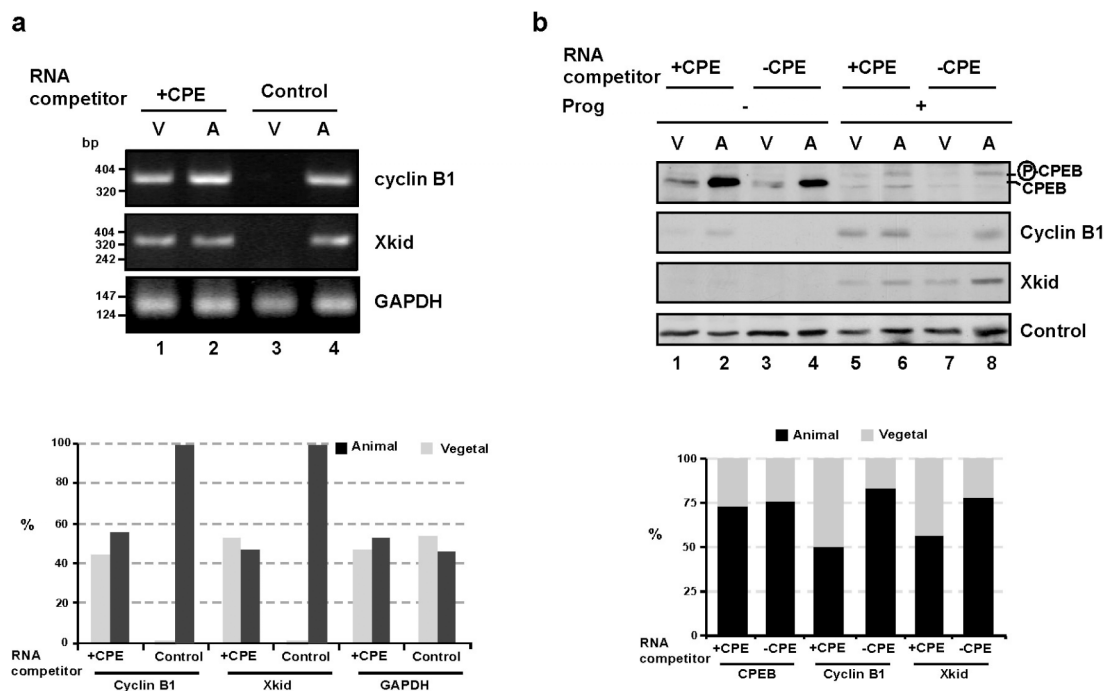 a
RNA
competitor
+CPE Control
V A V A
bp
404
320
cyclin B1
404
320
242
Xkid
147
124
GAPDH
1 2 3 4
100
80
60
40
20
0
%
Animal Vegetal
RNA
competitor
+CPE Control +CPE Control +CPE Control
Cyclin B1 Xkid GAPDH
b
RNA
competitor
+CPE -CPE +CPE -CPE
Prog - +
V A V A V A V A
P-CPEB
CPEB
Cyclin B1
Xkid
Control
1 2 3 4 5 6 7 8
Animal Vegetal
100
75
50
25
0
%
RNA
competitor
+CPE -CPE +CPE -CPE +CPE -CPE
CPEB Cyclin B1 Xkid